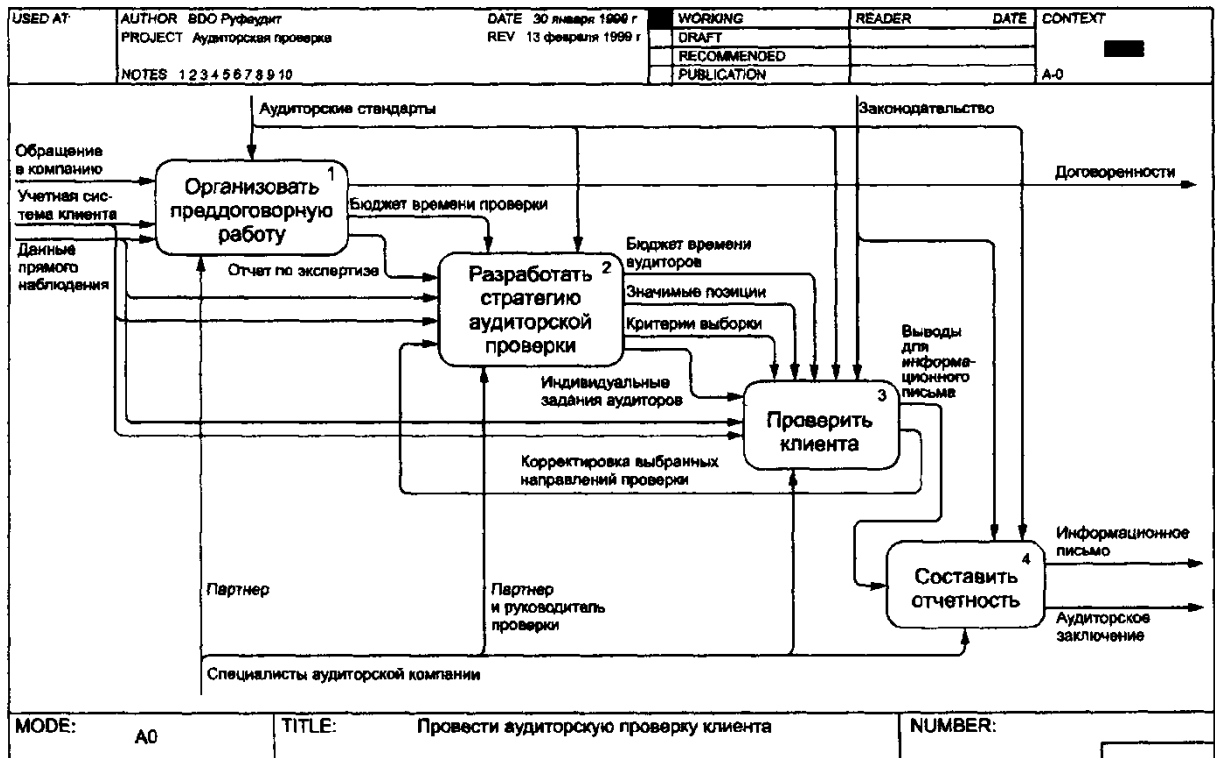 USED AT:
AUTHOR BDO Руфаудит
DATE 30 января 1999 г
WORKING
READER DATE
CONTEXT
PROJECT Аудиторская проверка
REV 13 февраля 1999 г
DRAFT
RECOMMENDED
NOTES 1 2 3 4 5 6 7 8 9 10
PUBLICATION
A-0
Аудиторские стандарты
Законодательство
Обращение
в компанию
Учетная сис-
тема клиента
Данные
прямого
наблюдения
1
Организовать
преддоговорную
работу
Договоренности
Бюджет времени проверки
Отчет по экспертизе
2
Разработать
стратегию
аудиторской
проверки
Бюджет времени
аудиторов
Значимые позиции
Критерии выборки
Индивидуальные
задания аудиторов
Выводы
для
информа-
ционного
письма
3
Проверить
клиента
Корректировка выбранных
направлений проверки
4
Составить
отчетность
Информационное
письмо
Аудиторское
заключение
Партнер
Партнер
и руководитель
проверки
Специалисты аудиторской компании
MODE:
A0
TITLE:
Провести аудиторскую проверку клиента
NUMBER: